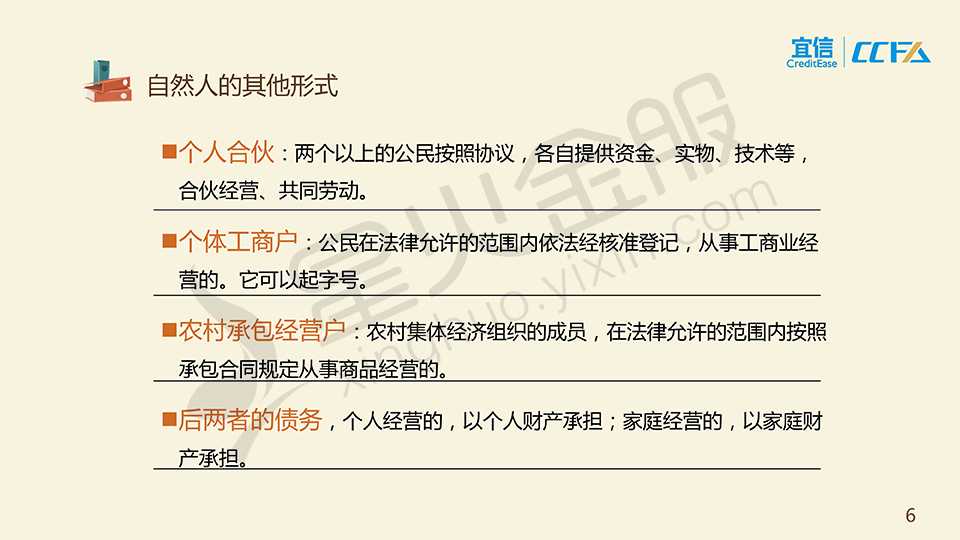 宜信
CreditEase
CCFA
自然人的其他形式
■个人合伙：两个以上的公民按照协议，各自提供资金、实物、技术等，
合伙经营、共同劳动。
■个体工商户：公民在法律允许的范围内依法经核准登记，从事工商业经
营的。它可以起字号。
■农村承包经营户：农村集体经济组织的成员，在法律允许的范围内按照
承包合同规定从事商品经营的。
■后两者的债务，个人经营的，以个人财产承担；家庭经营的，以家庭财
产承担。
星火金服
xinghuo.yixin.com
6